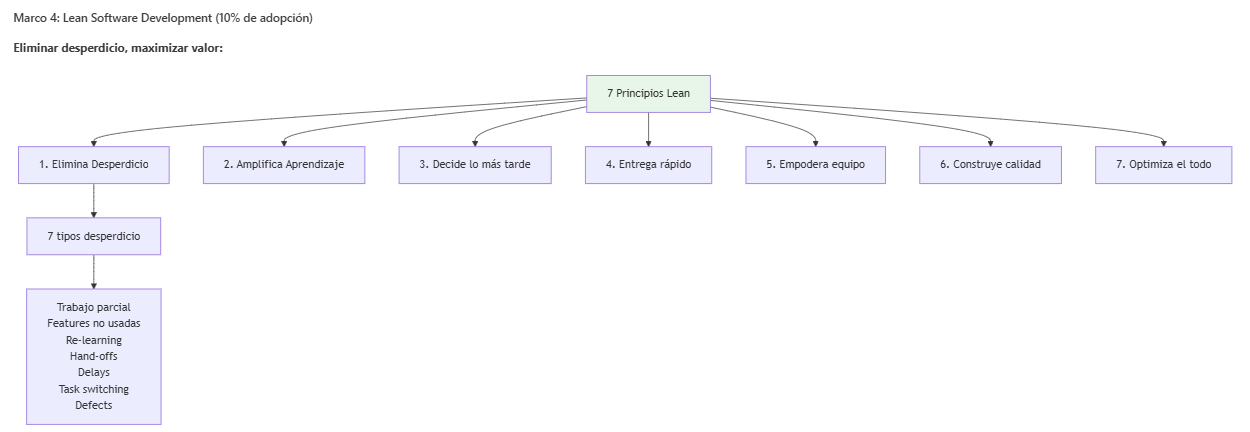 Marco 4: Lean Software Development (10% de adopción)
Eliminar desperdicio, maximizar valor:
7 Principios Lean
1. Elimina Desperdicio
2. Amplifica Aprendizaje
3. Decide lo más tarde
4. Entrega rápido
5. Empodera equipo
6. Construye calidad
7. Optimiza el todo
7 tipos desperdicio
Trabajo parcial
Features no usadas
Re-learning
Hand-offs
Delays
Task switching
Defects